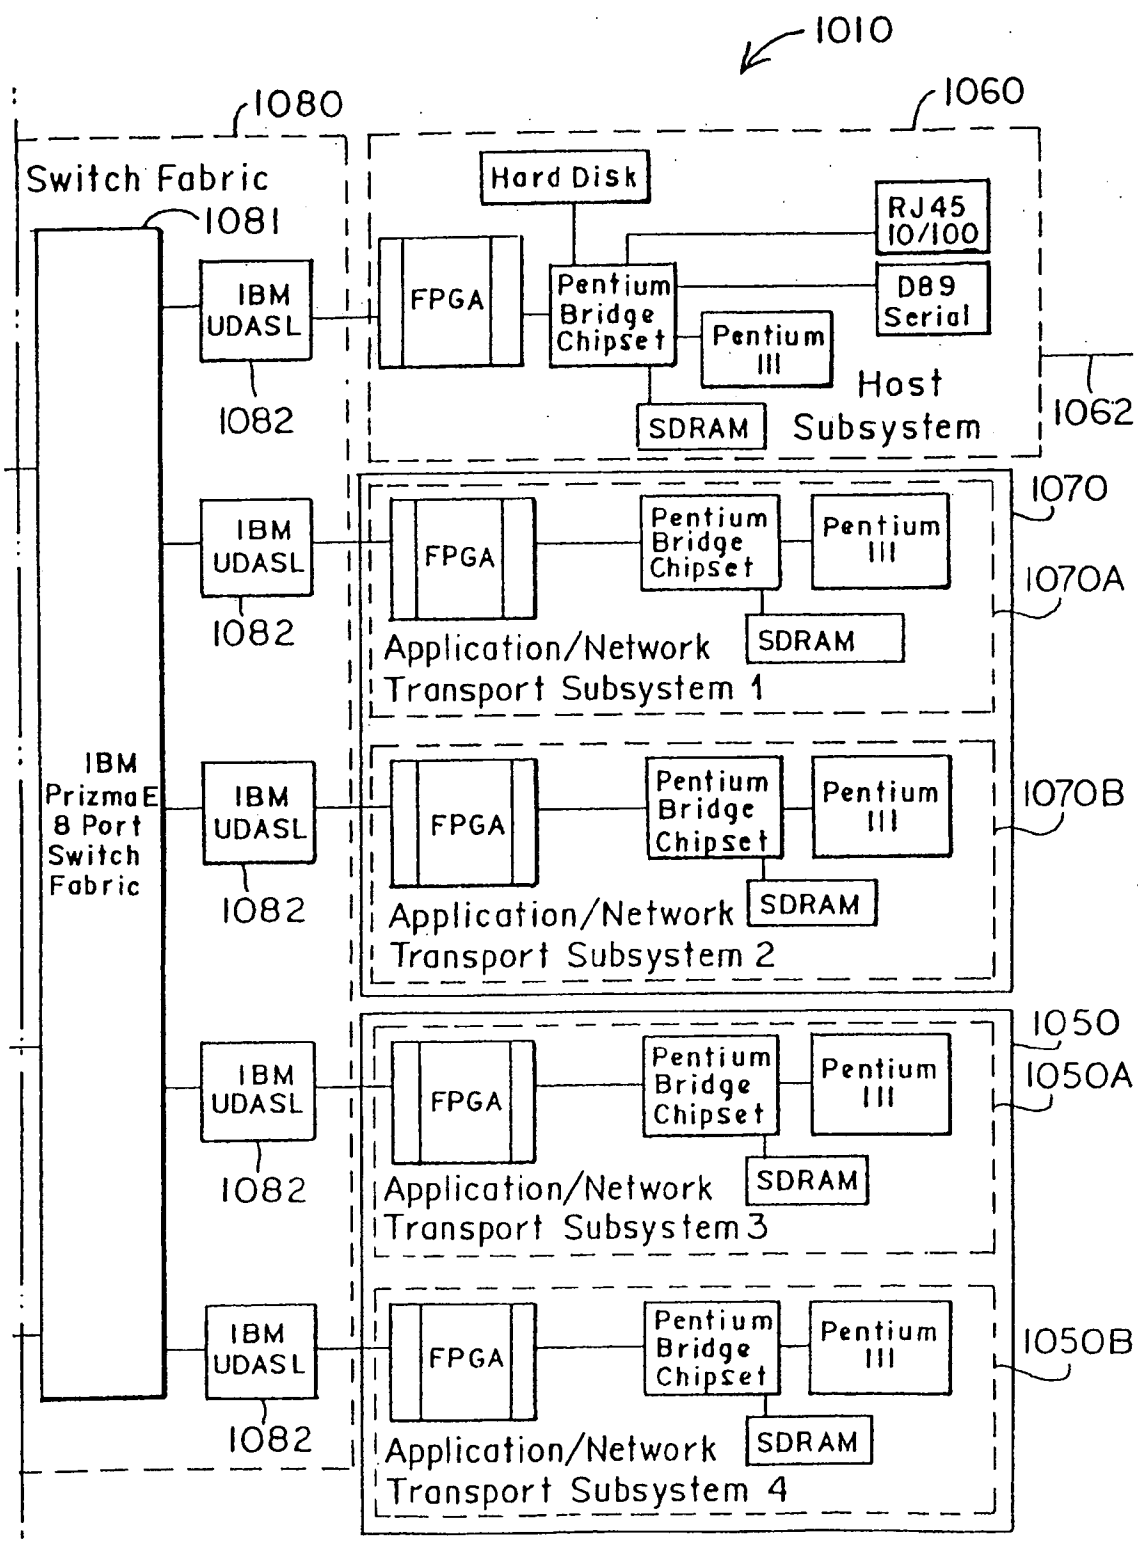 1010
1080
1060
Switch Fabric
1081
Hard Disk
RJ45
10/100
IBM
UDASL
FPGA
Pentium
Bridge
Chipset
DB9
Serial
Pentium
III
1082
Host
Subsystem
1062
SDRAM
1070
IBM
UDASL
FPGA
Pentium
Bridge
Chipset
Pentium
III
1070A
1082
SDRAM
Application/Network
Transport Subsystem 1
IBM
PrizmaE
8 Port
Switch
Fabric
IBM
UDASL
FPGA
Pentium
Bridge
Chipset
Pentium
III
1070B
1082
SDRAM
Application/Network
Transport Subsystem 2
1050
IBM
UDASL
FPGA
Pentium
Bridge
Chipset
Pentium
III
1050A
1082
SDRAM
Application/Network
Transport Subsystem 3
IBM
UDASL
FPGA
Pentium
Bridge
Chipset
Pentium
III
1050B
1082
SDRAM
Application/Network
Transport Subsystem 4